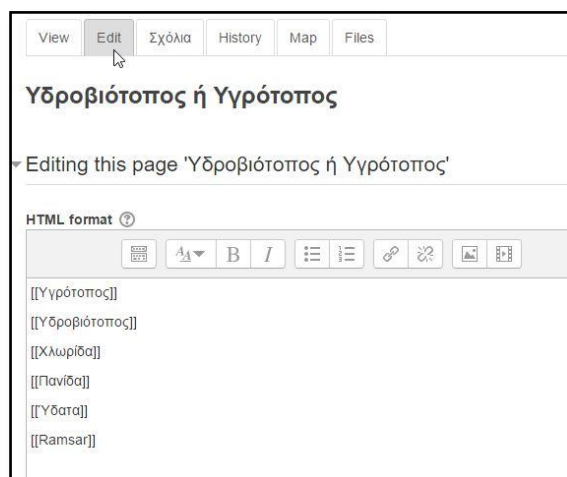 View Edit Σχόλια History Map Files
Υδροβιότοπος ή Υγρότοπος
Editing this page 'Υδροβιότοπος ή Υγρότοπος'
HTML format
B I
[[Υγρότοπος]]
[[Υδροβιότοπος]]
[[Χλωρίδα]]
[[Πανίδα]]
[[Ύδατα]]
[[Ramsar]]